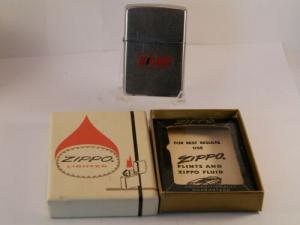 ZIPPO
LIGHTER
FOR BEST RESULTS
USE
ZIPPO
FLINTS AND
ZIPPO FLUID